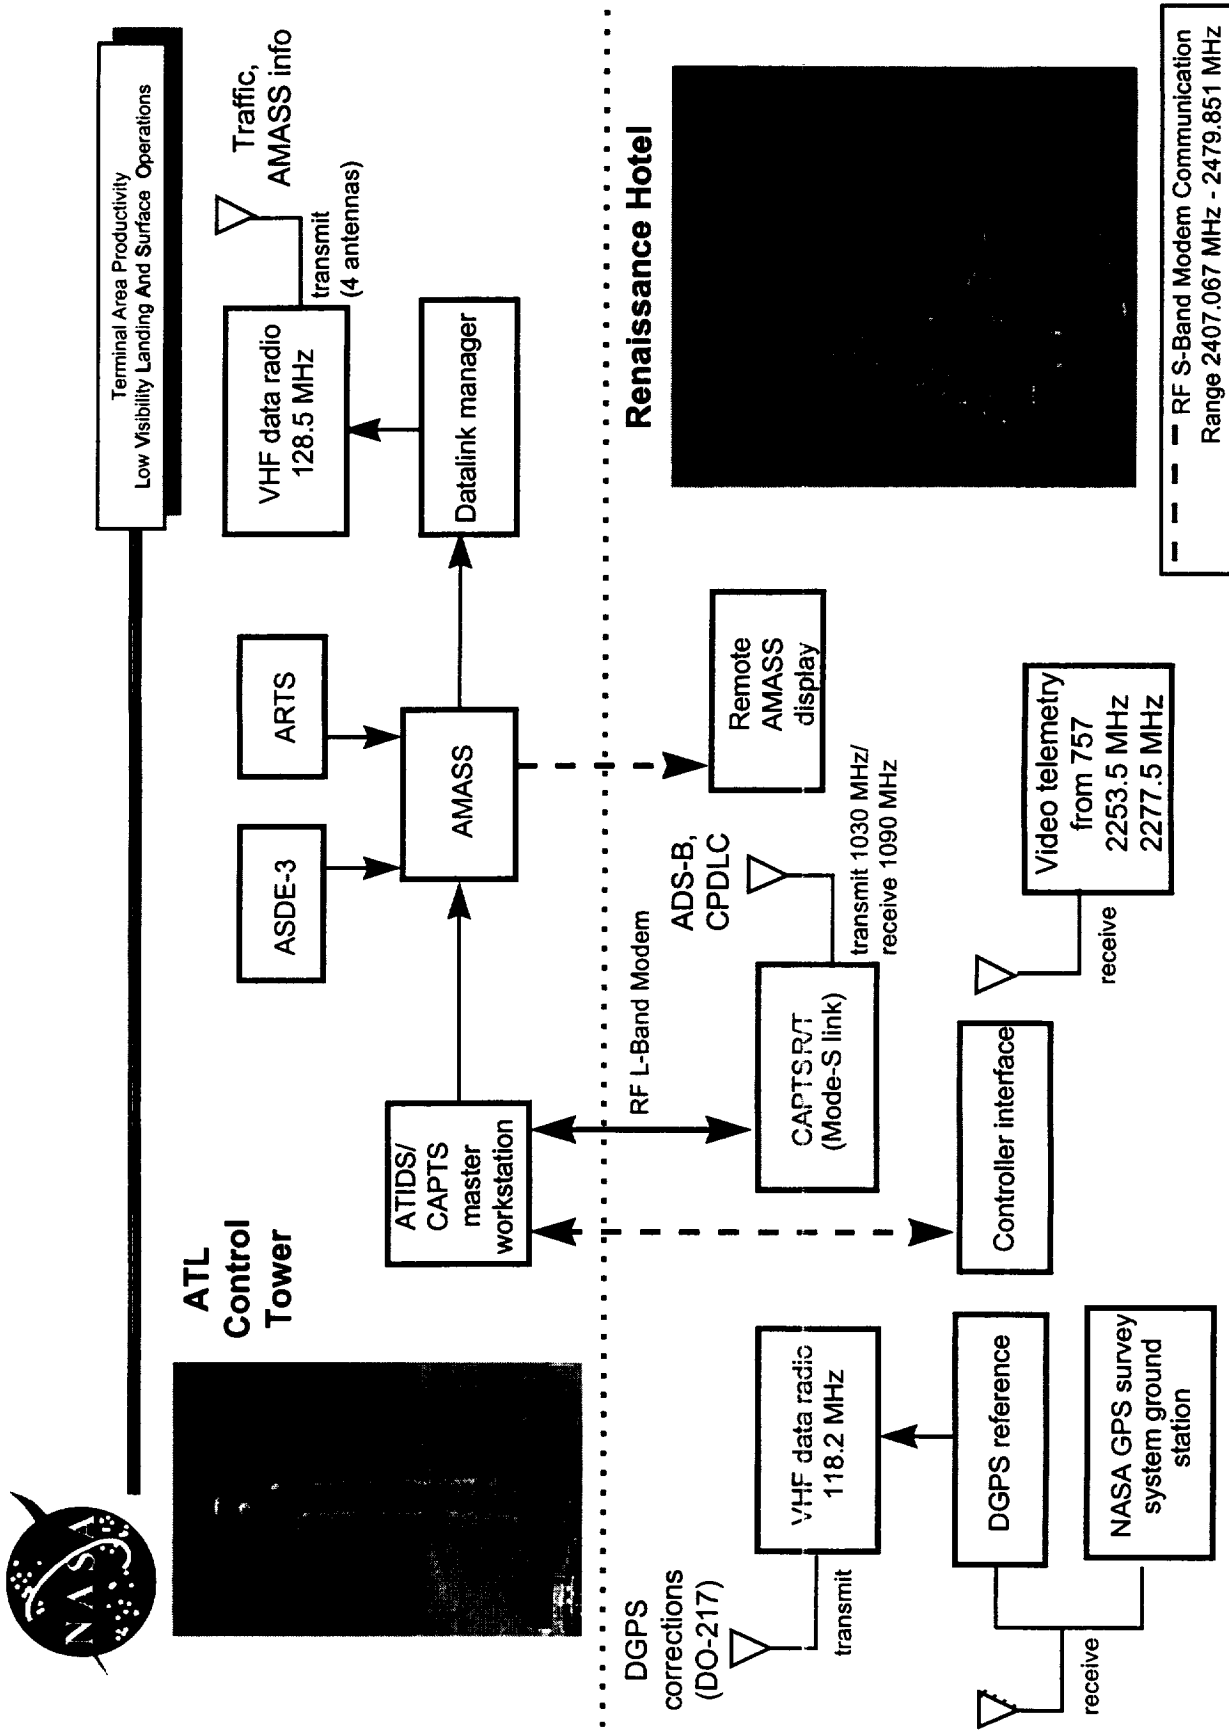 NASA
Terminal Area Productivity
Low Visibility Landing And Surface Operations
ATL
Control
Tower
ASDE-3
ARTS
VHF data radio
128.5 MHz
Traffic,
AMASS info
transmit
(4 antennas)
ATIDS/
CAPTS
master
workstation
AMASS
Datalink manager
Renaissance Hotel
RF L-Band Modem
DGPS
corrections
(DO-217)
transmit
VHF data radio
118.2 MHz
CAPTS R/T
(Mode-S link)
ADS-B,
CPDLC
transmit 1030 MHz/
receive 1090 MHz
Remote
AMASS
display
DGPS reference
Controller interface
receive
NASA GPS survey
system ground
station
receive
Video telemetry
from 757
2253.5 MHz
2277.5 MHz
RF S-Band Modem Communication
Range 2407.067 MHz - 2479.851 MHz